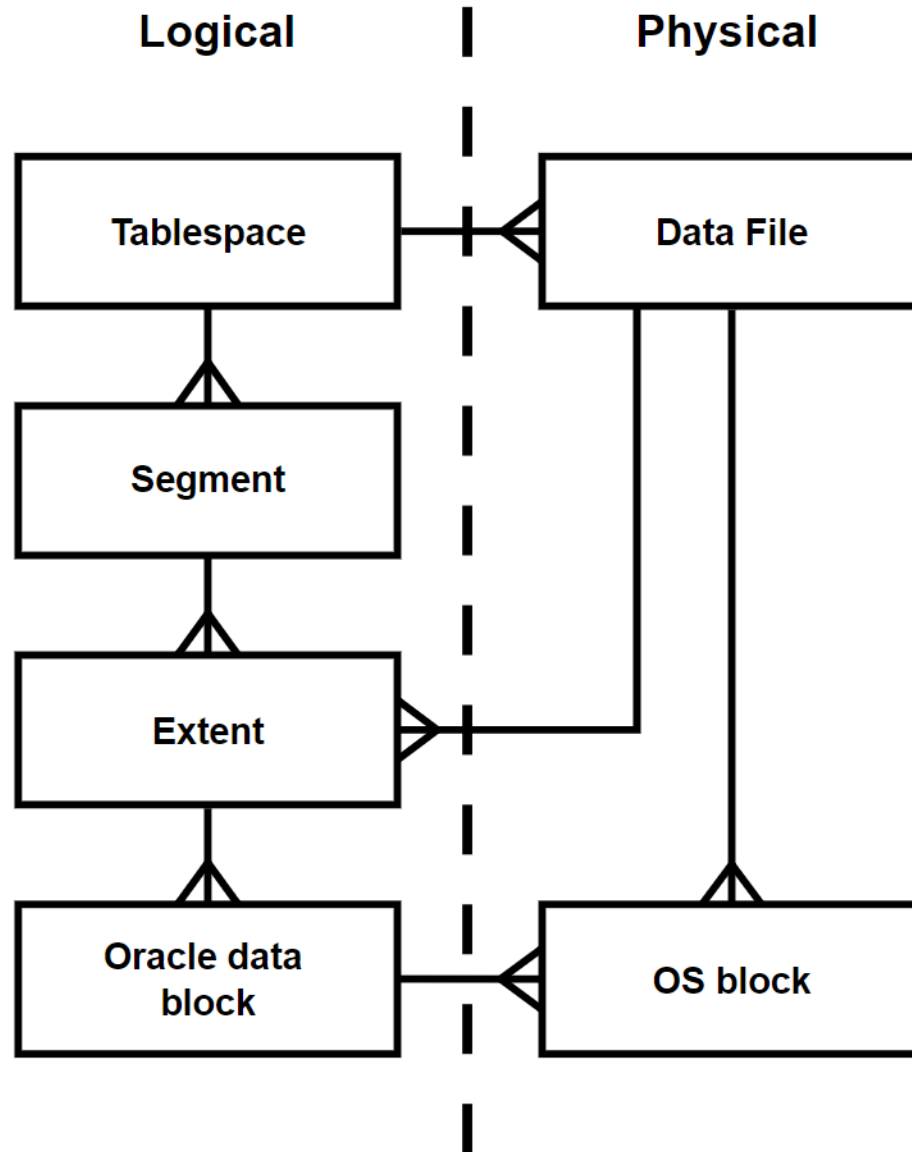 Logical
Physical
Tablespace
Data File
Segment
Extent
Oracle data
block
OS block